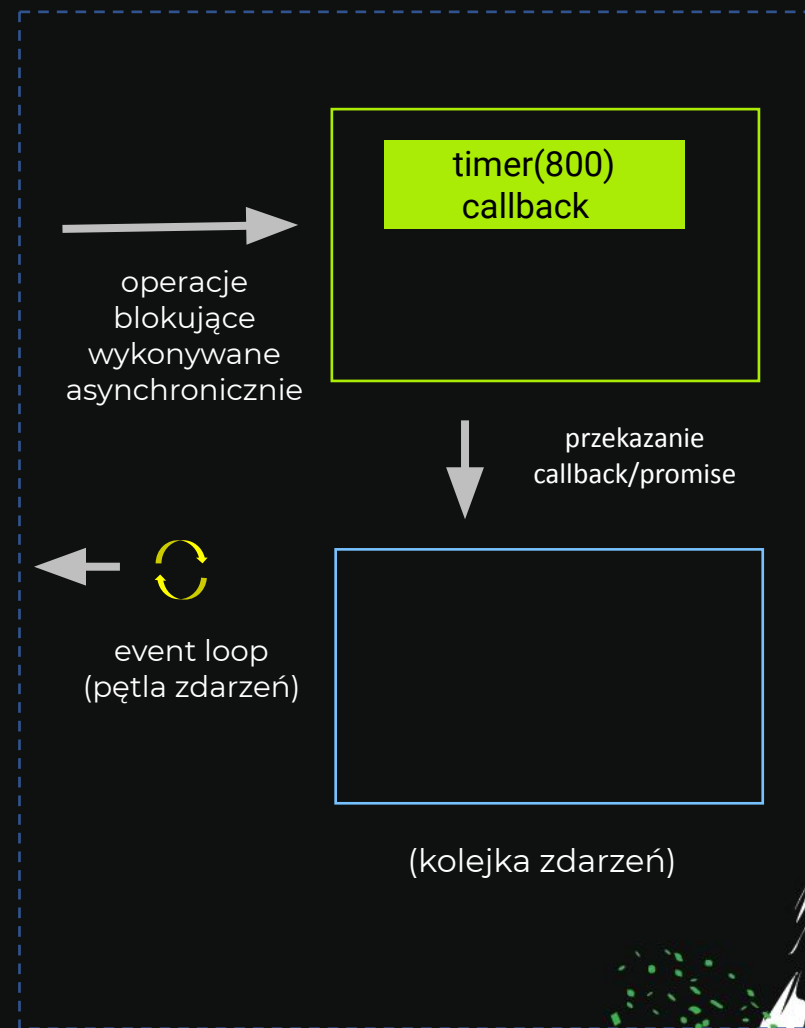 timer(800)
callback
operacje
blokujące
wykonywane
asynchronicznie
przekazanie
callback/promise
event loop
(pętla zdarzeń)
(kolejka zdarzeń)